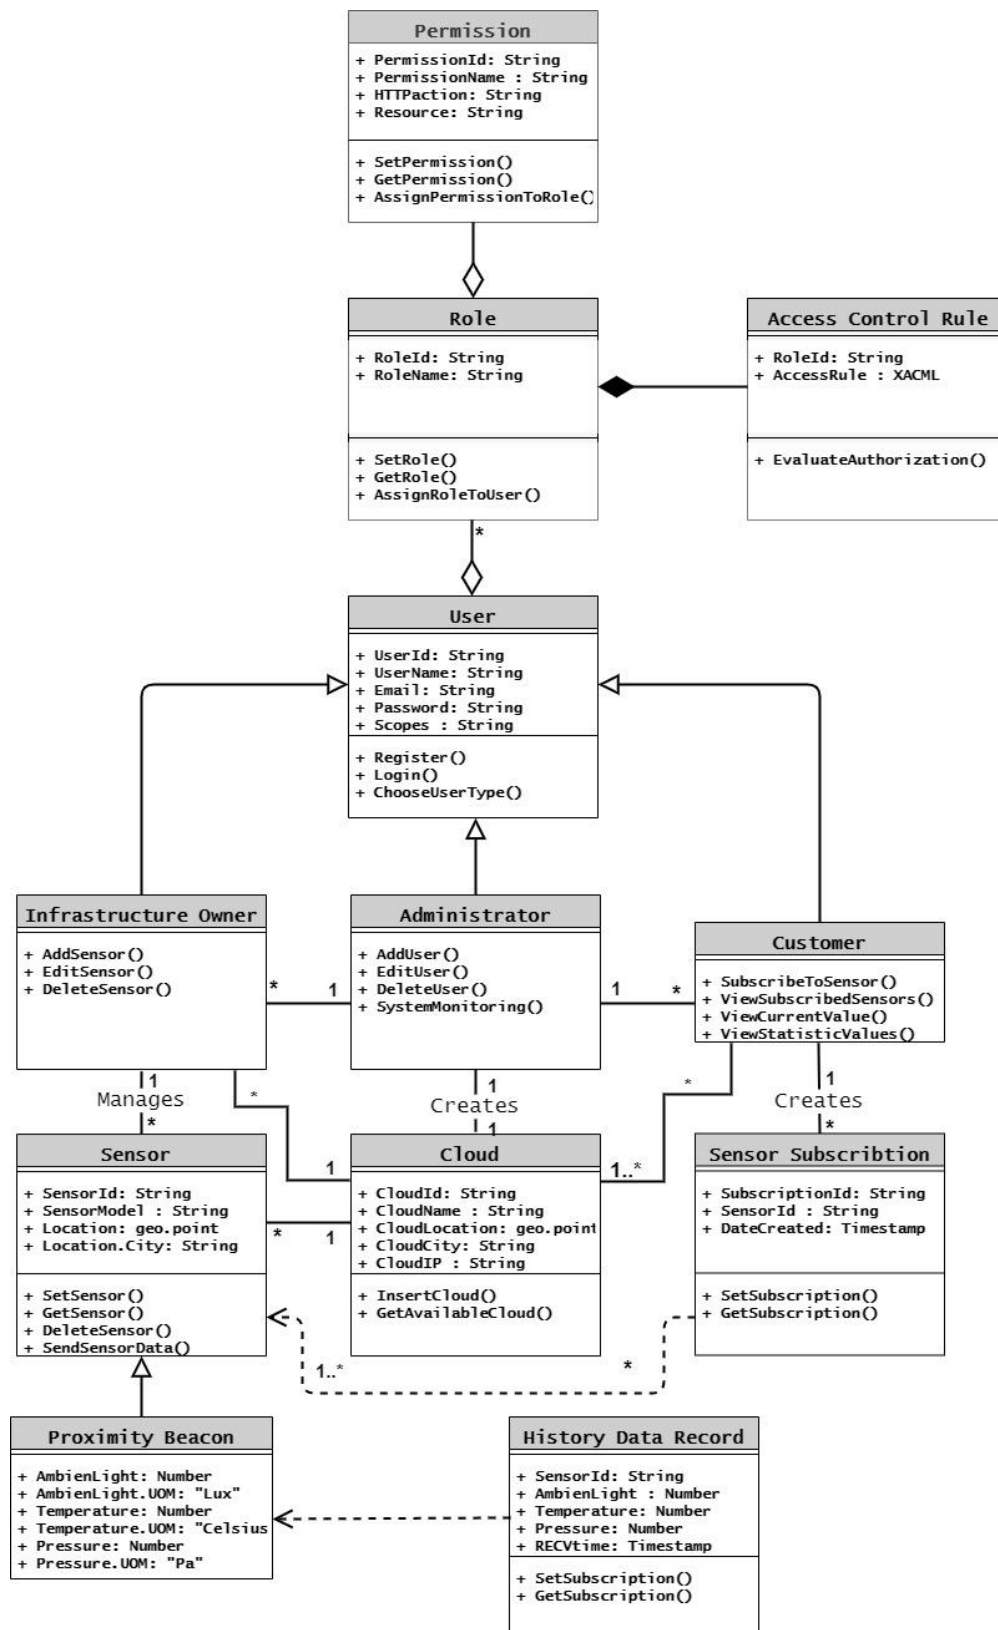 Permission
+ PermissionId: String
+ PermissionName : String
+ HTTPaction: String
+ Resource: String
+ SetPermission()
+ GetPermission()
+ AssignPermissionToRole()
Role
+ RoleId: String
+ RoleName: String
+ SetRole()
+ GetRole()
+ AssignRoleToUser()
Access Control Rule
+ RoleId: String
+ AccessRule : XACML
+ EvaluateAuthorization()
*
User
+ UserId: String
+ UserName: String
+ Email: String
+ Password: String
+ Scopes : String
+ Register()
+ Login()
+ ChooseUserType()
Infrastructure Owner
+ AddSensor()
+ EditSensor()
+ DeleteSensor()
* 1
Administrator
+ AddUser()
+ EditUser()
+ DeleteUser()
+ SystemMonitoring()
1 *
Customer
+ SubscribeToSensor()
+ ViewSubscribedSensors()
+ ViewCurrentValue()
+ ViewStatisticValues()
1
Manages
*
*
1
1
Creates
1
*
1..*
1
Creates
*
Sensor
+ SensorId: String
+ SensorModel : String
+ Location: geo.point
+ Location.City: String
+ SetSensor()
+ GetSensor()
+ DeleteSensor()
+ SendSensorData()
* 1
Cloud
+ CloudId: String
+ CloudName : String
+ CloudLocation: geo.point
+ CloudCity: String
+ CloudIP : String
+ InsertCloud()
+ GetAvailableCloud()
Sensor Subscribtion
+ SubscriptionId: String
+ SensorId : String
+ DateCreated: Timestamp
+ SetSubscription()
+ GetSubscription()
1..* *
Proximity Beacon
+ AmbienLight: Number
+ AmbienLight.UOM: "Lux"
+ Temperature: Number
+ Temperature.UOM: "Celsius
+ Pressure: Number
+ Pressure.UOM: "Pa"
History Data Record
+ SensorId: String
+ AmbienLight : Number
+ Temperature: Number
+ Pressure: Number
+ RECVtime: Timestamp
+ SetSubscription()
+ GetSubscription()